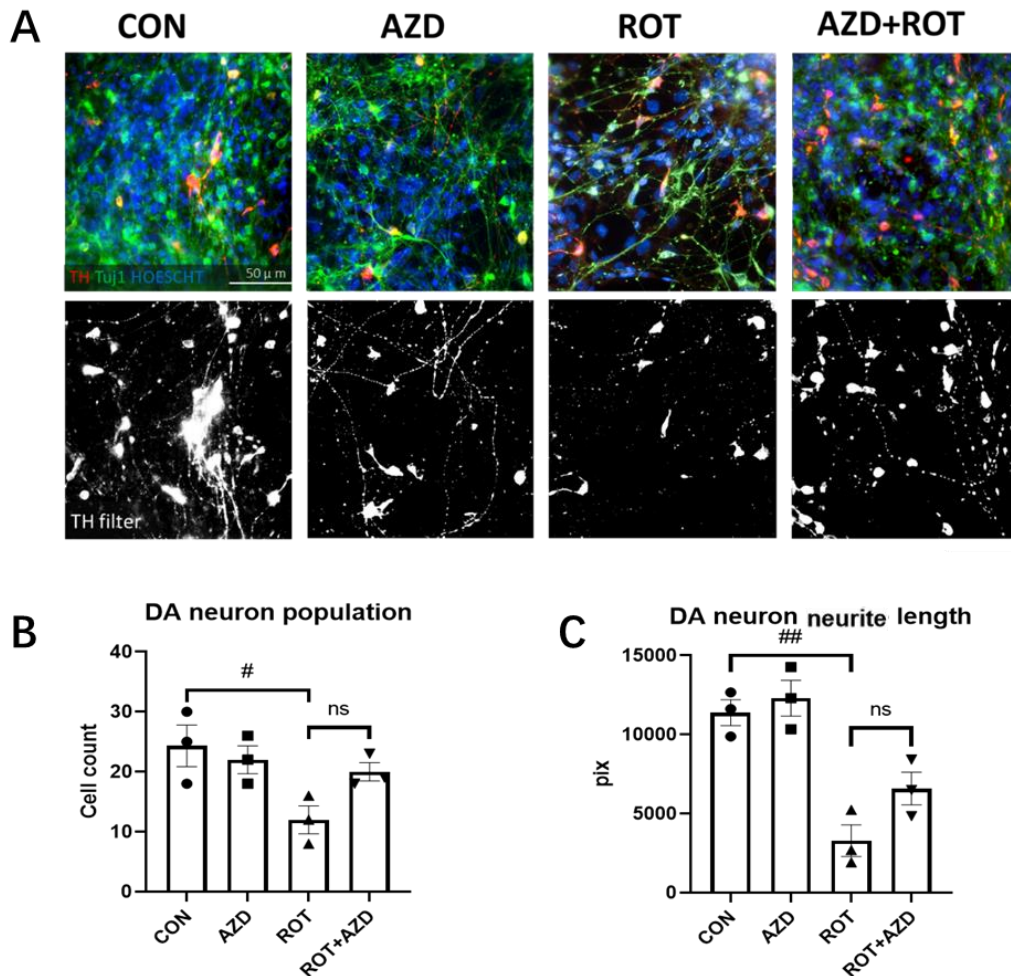 A
CON AZD ROT AZD+ROT
TH Tuj1 HOESCHT
50 μm
TH filter
B
DA neuron population
Cell count
40
30
20
10
0
#
ns
CON
AZD
ROT
ROT+AZD
C
DA neuron neurite length
pix
15000
10000
5000
0
##
ns
CON
AZD
ROT
ROT+AZD